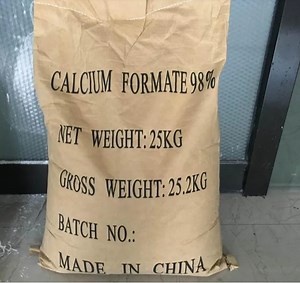 CALCIUM FORMATE 98%
NET WEIGHT: 25KG
GROSS WEIGHT: 25.2KG
BATCH NO.:
MADE IN CHINA